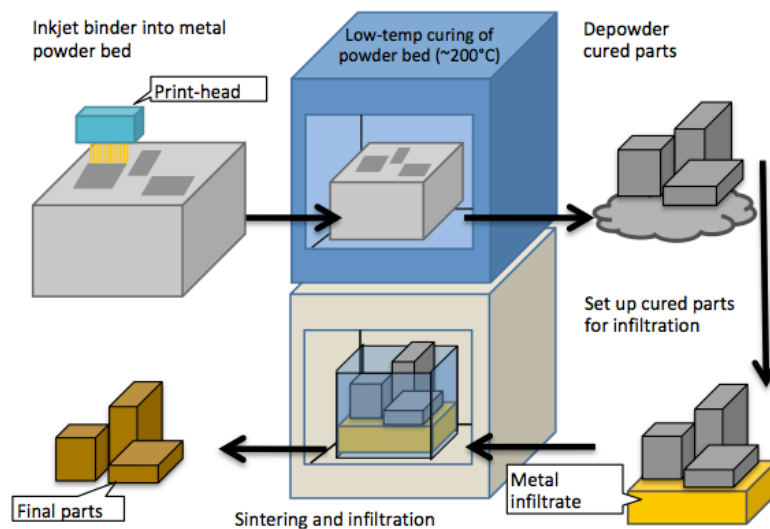 Inkjet binder into metal
powder bed
Print-head
Low-temp curing of
powder bed (~200°C)
Depowder
cured parts
Set up cured parts
for infiltration
Metal
infiltrate
Sintering and infiltration
Final parts